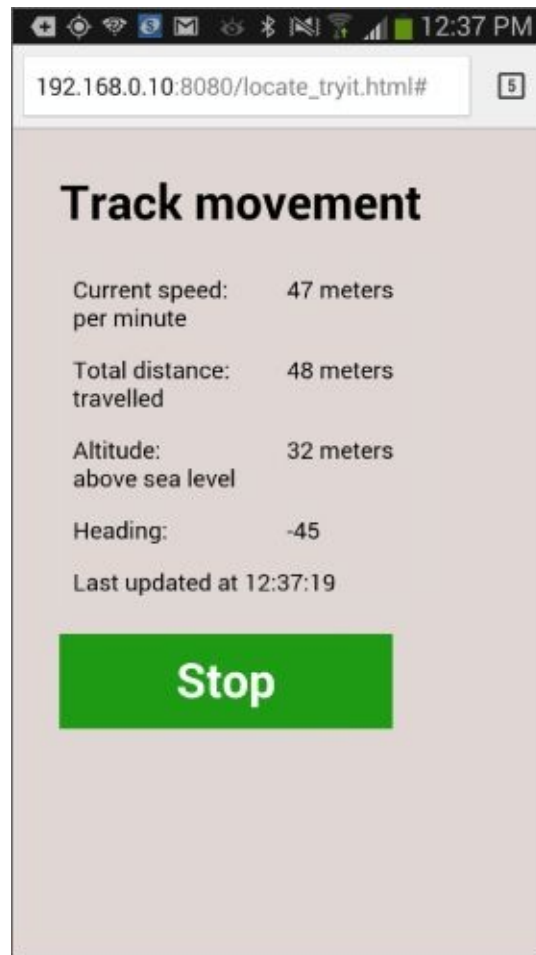 12:37 PM
192.168.0.10:8080/locate_tryit.html#
5
Track movement
Current speed: 47 meters
per minute
Total distance: 48 meters
travelled
Altitude: 32 meters
above sea level
Heading: -45
Last updated at 12:37:19
Stop